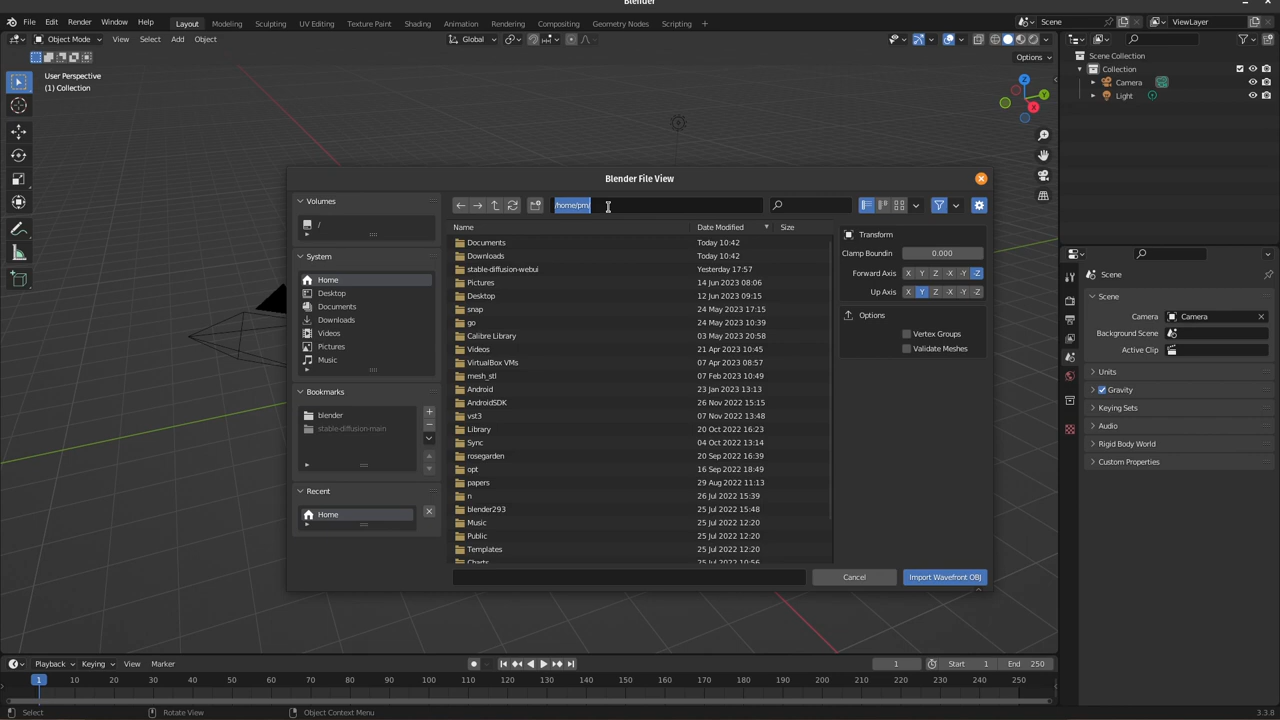 Blender
File Edit Render Window Help Layout Modeling Sculpting UV Editing Texture Paint Shading Animation Rendering Compositing Geometry Nodes Scripting + Scene ViewLayer
Object Mode View Select Add Object Global
Options
User Perspective
(1) Collection
Z
Y
X
Scene Collection
Collection
Camera
Light
Blender File View
Volumes
/
System
Home
Desktop
Documents
Downloads
Videos
Pictures
Music
Bookmarks
blender
stable-diffusion-main
Recent
Home
/home/pm/
Name Date Modified Size
Documents Today 10:42
Downloads Today 10:42
stable-diffusion-webui Yesterday 17:57
Pictures 14 Jun 2023 08:06
Desktop 12 Jun 2023 09:15
snap 24 May 2023 17:15
go 24 May 2023 10:39
Calibre Library 03 May 2023 20:58
Videos 21 Apr 2023 10:45
VirtualBox VMs 07 Apr 2023 08:57
mesh_stl 07 Feb 2023 10:49
Android 23 Jan 2023 13:13
AndroidSDK 26 Nov 2022 15:15
vst3 07 Nov 2022 13:48
Library 20 Oct 2022 16:23
Sync 04 Oct 2022 13:14
rosegarden 20 Sep 2022 16:39
opt 16 Sep 2022 18:49
papers 29 Aug 2022 11:13
n 26 Jul 2022 15:39
blender293 25 Jul 2022 15:48
Music 25 Jul 2022 12:20
Public 25 Jul 2022 12:20
Templates 25 Jul 2022 12:20
Charts 25 Jul 2022 10:56
Transform
Clamp Boundin 0.000
Forward Axis X Y Z -X -Y -Z
Up Axis X Y Z -X -Y -Z
Options
Vertex Groups
Validate Meshes
Cancel Import Wavefront OBJ
Scene
Scene
Camera Camera
Background Scene
Active Clip
Units
Gravity
Keying Sets
Audio
Rigid Body World
Custom Properties
Playback Keying View Marker 1 Start 1 End 250
1 10 20 30 40 50 60 70 80 90 100 110 120 130 140 150 160 170 180 190 200 210 220 230 240 250
Select Rotate View Object Context Menu 3.3.8